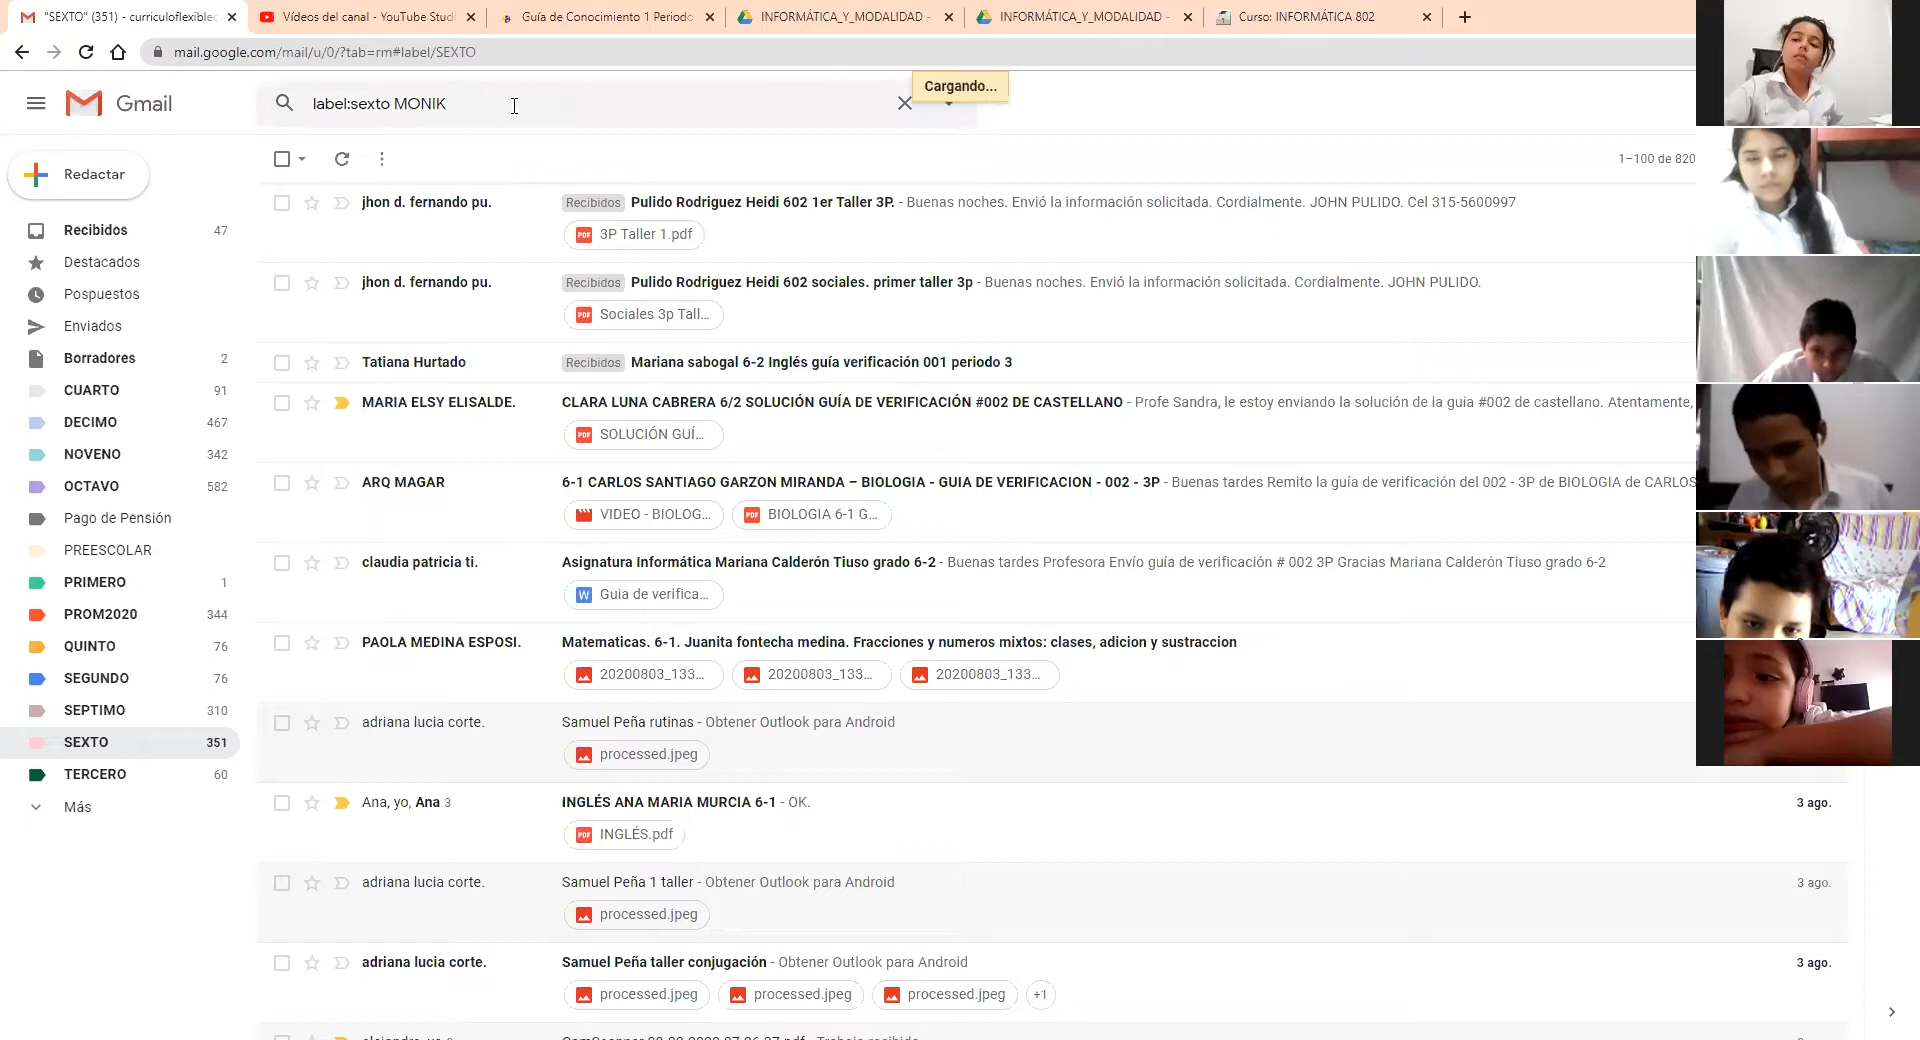 "SEXTO" (351) - curriculoflexiblec
Vídeos del canal - YouTube Studi
Guía de Conocimiento 1 Periodo
INFORMÁTICA_Y_MODALIDAD -
INFORMÁTICA_Y_MODALIDAD -
Curso: INFORMÁTICA 802
mail.google.com/mail/u/0/?tab=rm#label/SEXTO
Gmail
label:sexto MONIK
Cargando...
Redactar
1–100 de 820
Recibidos 47
Destacados
Pospuestos
Enviados
Borradores 2
CUARTO 91
DECIMO 467
NOVENO 342
OCTAVO 582
Pago de Pensión
PREESCOLAR
PRIMERO 1
PROM2020 344
QUINTO 76
SEGUNDO 76
SEPTIMO 310
SEXTO 351
TERCERO 60
Más
jhon d. fernando pu. Recibidos Pulido Rodriguez Heidi 602 1er Taller 3P. - Buenas noches. Envió la información solicitada. Cordialmente. JOHN PULIDO. Cel 315-5600997
PDF 3P Taller 1.pdf
jhon d. fernando pu. Recibidos Pulido Rodriguez Heidi 602 sociales. primer taller 3p - Buenas noches. Envió la información solicitada. Cordialmente. JOHN PULIDO.
PDF Sociales 3p Tall...
Tatiana Hurtado Recibidos Mariana sabogal 6-2 Inglés guía verificación 001 periodo 3
MARIA ELSY ELISALDE. CLARA LUNA CABRERA 6/2 SOLUCIÓN GUÍA DE VERIFICACIÓN #002 DE CASTELLANO - Profe Sandra, le estoy enviando la solución de la guia #002 de castellano. Atentamente,
PDF SOLUCIÓN GUÍ...
ARQ MAGAR 6-1 CARLOS SANTIAGO GARZON MIRANDA – BIOLOGIA - GUIA DE VERIFICACION - 002 - 3P - Buenas tardes Remito la guía de verificación del 002 - 3P de BIOLOGIA de CARLOS
VIDEO - BIOLOG... PDF BIOLOGIA 6-1 G...
claudia patricia ti. Asignatura Informática Mariana Calderón Tiuso grado 6-2 - Buenas tardes Profesora Envío guía de verificación # 002 3P Gracias Mariana Calderón Tiuso grado 6-2
W Guia de verifica...
PAOLA MEDINA ESPOSI. Matematicas. 6-1. Juanita fontecha medina. Fracciones y numeros mixtos: clases, adicion y sustraccion
20200803_133... 20200803_133... 20200803_133...
adriana lucia corte. Samuel Peña rutinas - Obtener Outlook para Android
processed.jpeg
Ana, yo, Ana 3 INGLÉS ANA MARIA MURCIA 6-1 - OK. 3 ago.
PDF INGLÉS.pdf
adriana lucia corte. Samuel Peña 1 taller - Obtener Outlook para Android 3 ago.
processed.jpeg
adriana lucia corte. Samuel Peña taller conjugación - Obtener Outlook para Android 3 ago.
processed.jpeg processed.jpeg processed.jpeg +1